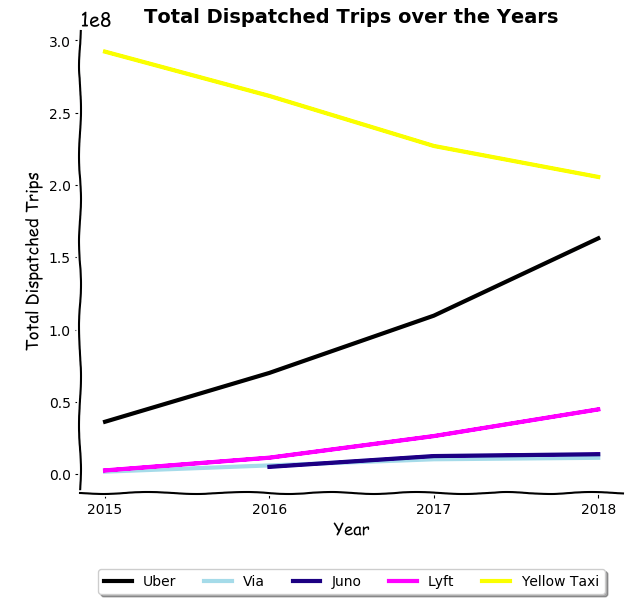 Total Dispatched Trips over the Years
1e8
3.0
2.5
2.0
1.5
1.0
0.5
0.0
Total Dispatched Trips
2015 2016 2017 2018
Year
Uber Via Juno Lyft Yellow Taxi